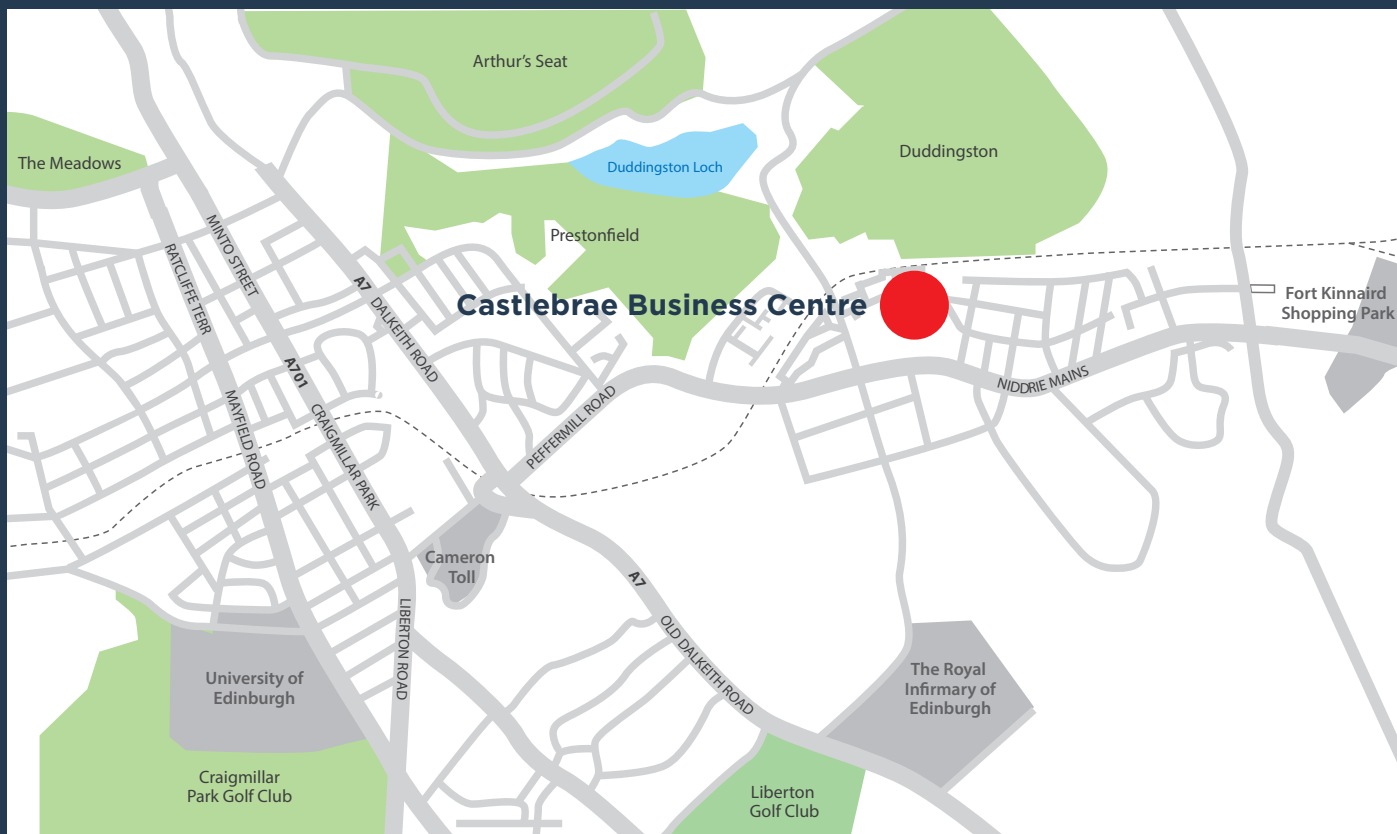 Arthur's Seat
The Meadows
Duddingston
Duddingston Loch
Prestonfield
MINTO STREET
RATCLIFFE TERR
A7
DALKEITH ROAD
Castlebrae Business Centre
Fort Kinnaird
Shopping Park
A701
NIDDRIE MAINS
MAYFIELD ROAD
CRAIGMILLAR PARK
PEFFERMILL ROAD
Cameron
Toll
A7
LIBERTON ROAD
OLD DALKEITH ROAD
University of
Edinburgh
The Royal
Infirmary of
Edinburgh
Craigmillar
Park Golf Club
Liberton
Golf Club